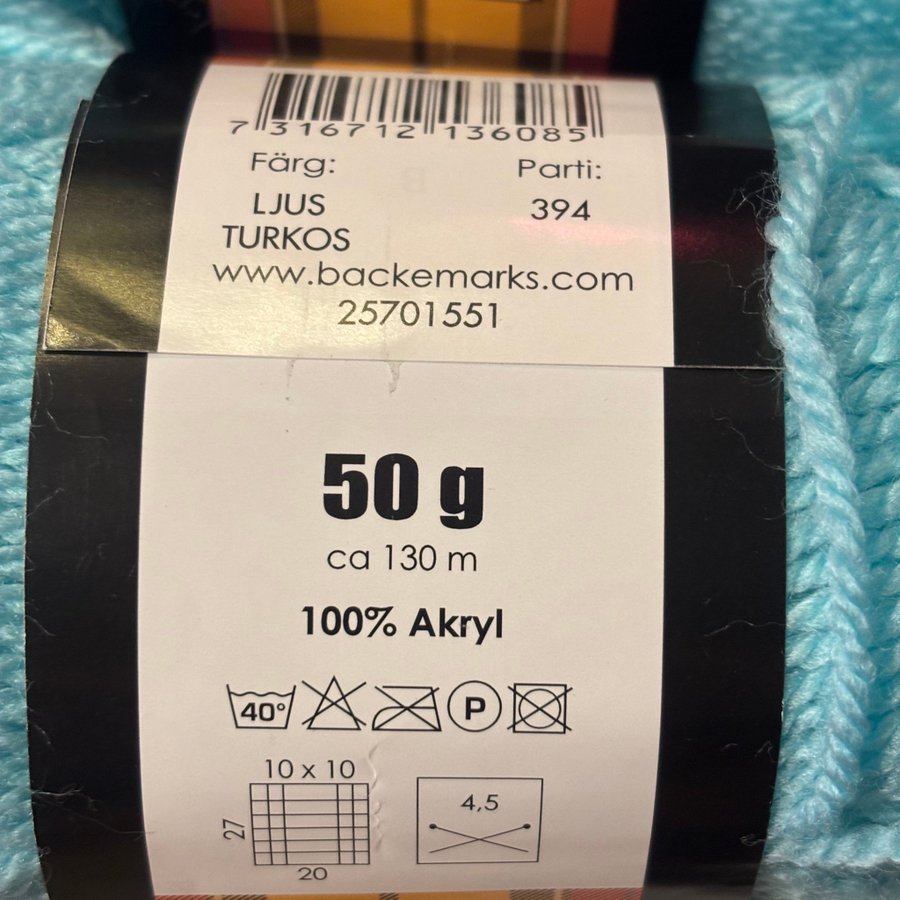 7 316712 136085
Färg: Parti:
LJUS 394
TURKOS
www.backemarks.com
25701551
50 g
ca 130 m
100% Akryl
40° P
10 x 10
27
20
4,5